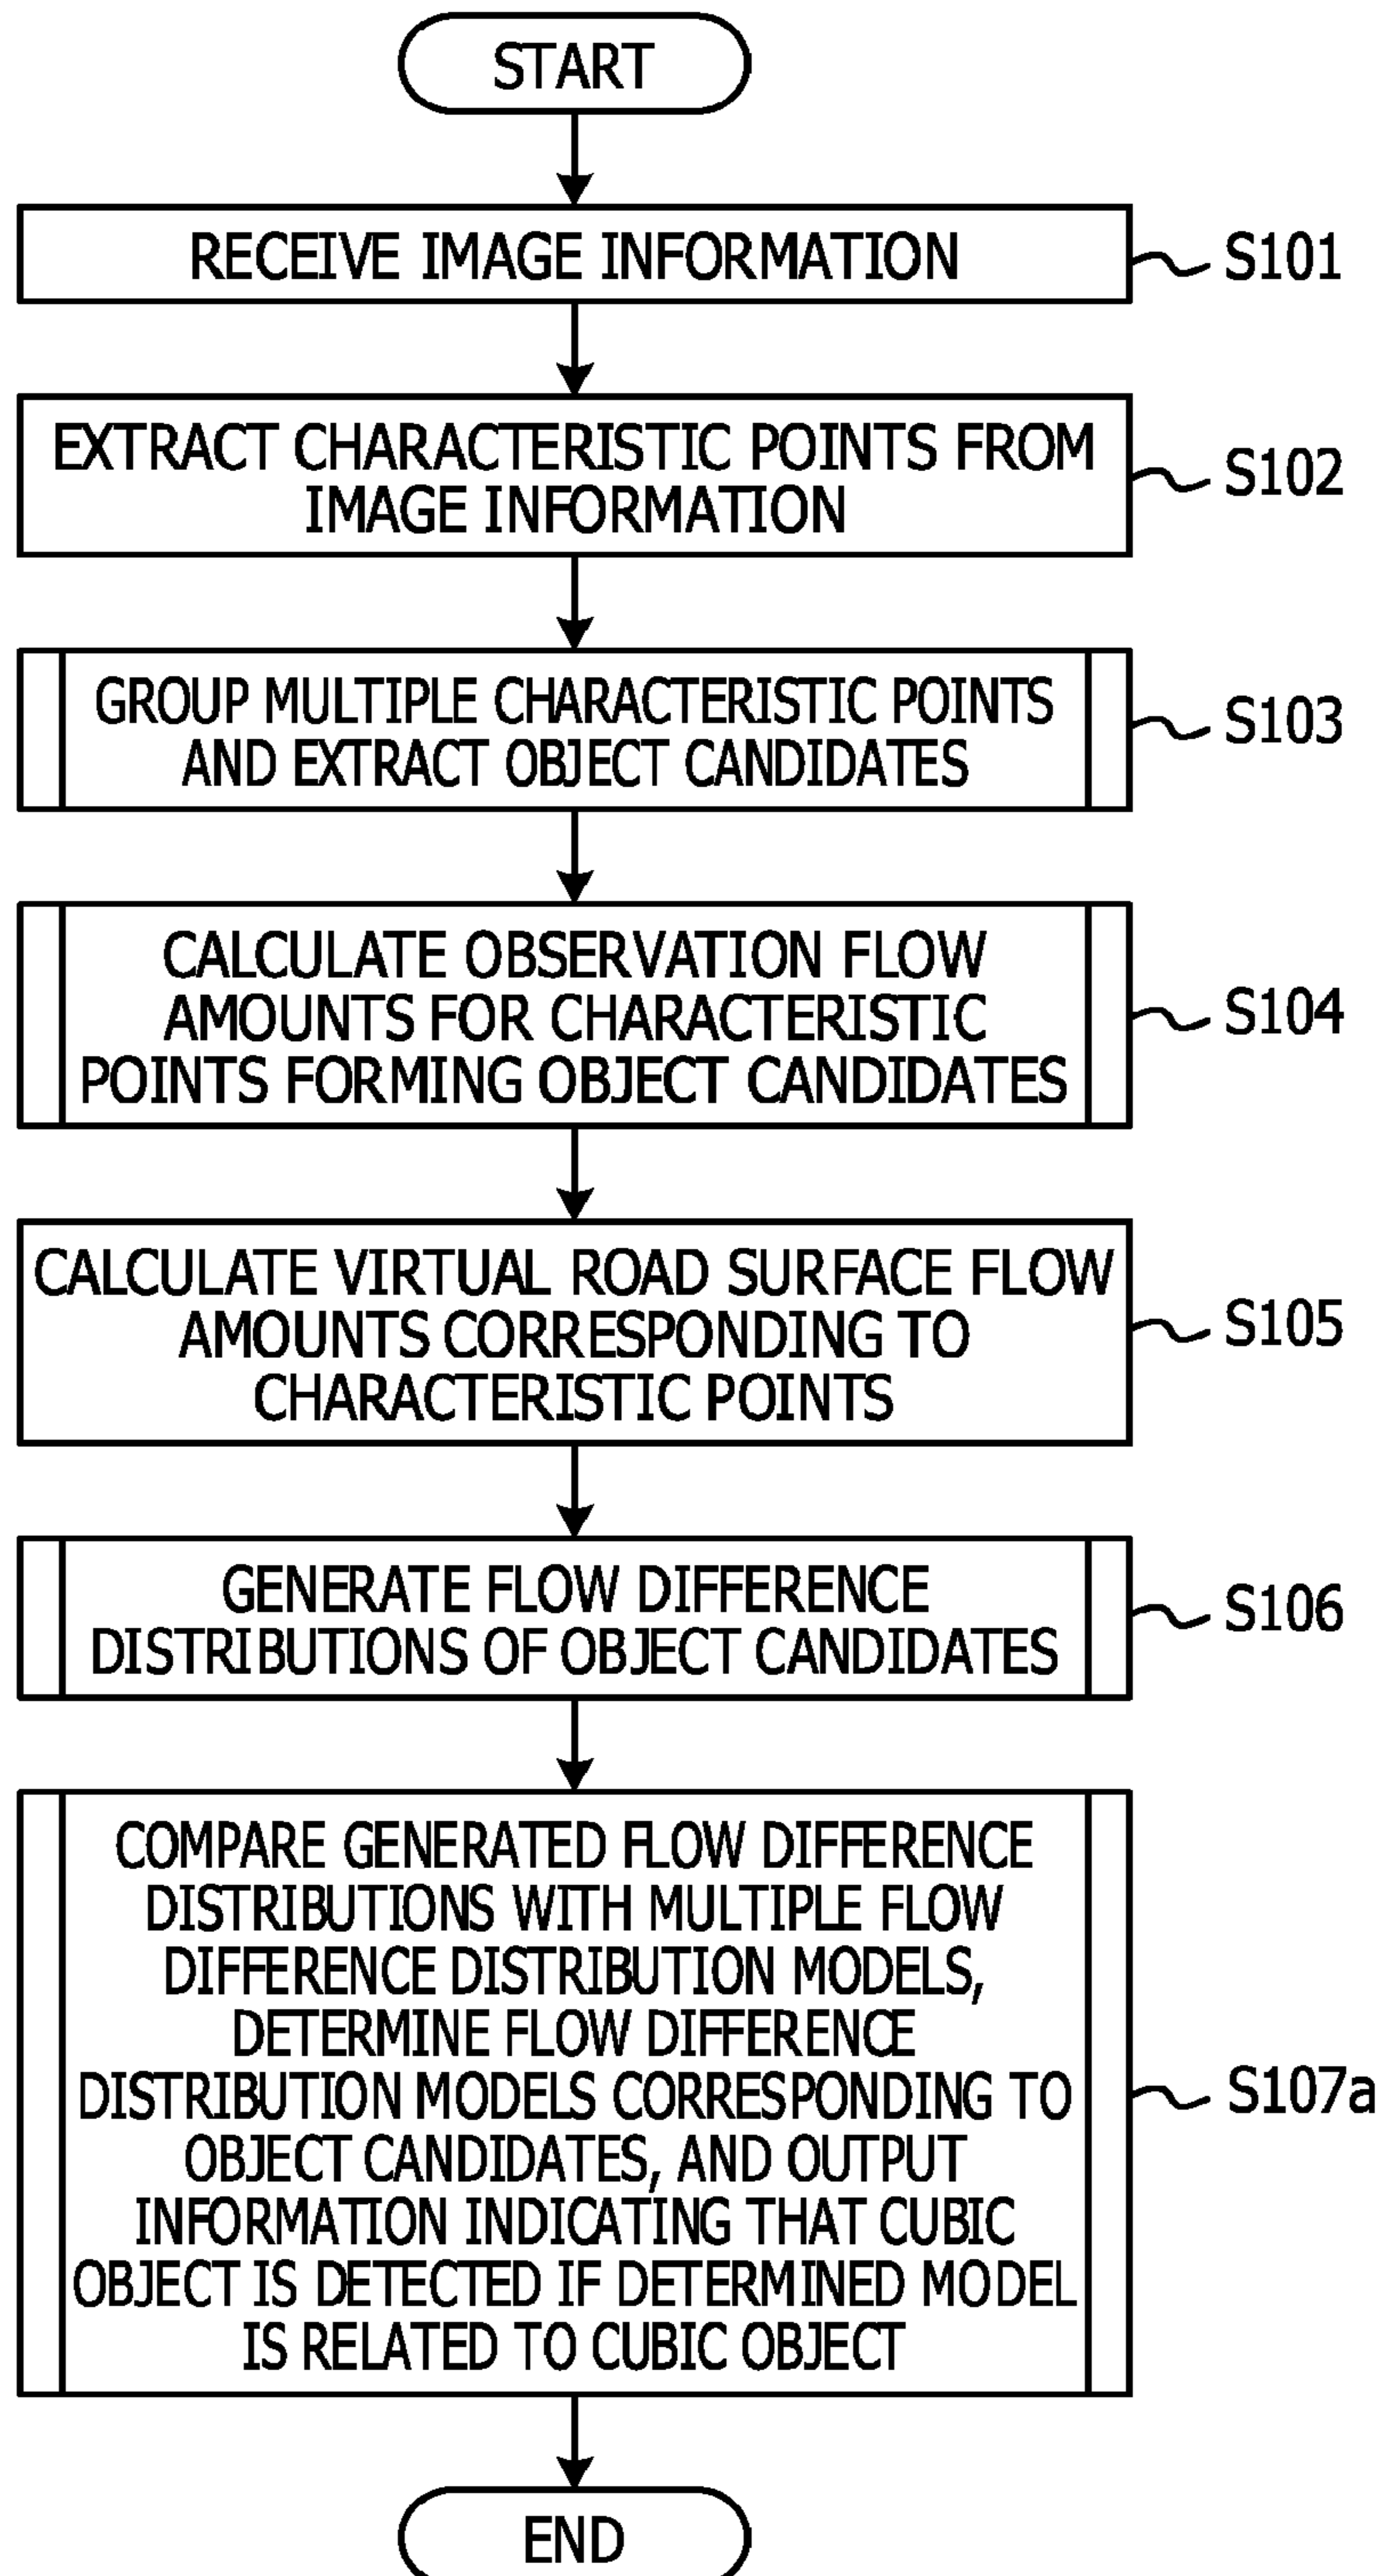 START
RECEIVE IMAGE INFORMATION
S101
EXTRACT CHARACTERISTIC POINTS FROM
IMAGE INFORMATION
S102
GROUP MULTIPLE CHARACTERISTIC POINTS
AND EXTRACT OBJECT CANDIDATES
S103
CALCULATE OBSERVATION FLOW
AMOUNTS FOR CHARACTERISTIC
POINTS FORMING OBJECT CANDIDATES
S104
CALCULATE VIRTUAL ROAD SURFACE FLOW
AMOUNTS CORRESPONDING TO
CHARACTERISTIC POINTS
S105
GENERATE FLOW DIFFERENCE
DISTRIBUTIONS OF OBJECT CANDIDATES
S106
COMPARE GENERATED FLOW DIFFERENCE
DISTRIBUTIONS WITH MULTIPLE FLOW
DIFFERENCE DISTRIBUTION MODELS,
DETERMINE FLOW DIFFERENCE
DISTRIBUTION MODELS CORRESPONDING TO
OBJECT CANDIDATES, AND OUTPUT
INFORMATION INDICATING THAT CUBIC
OBJECT IS DETECTED IF DETERMINED MODEL
IS RELATED TO CUBIC OBJECT
S107a
END